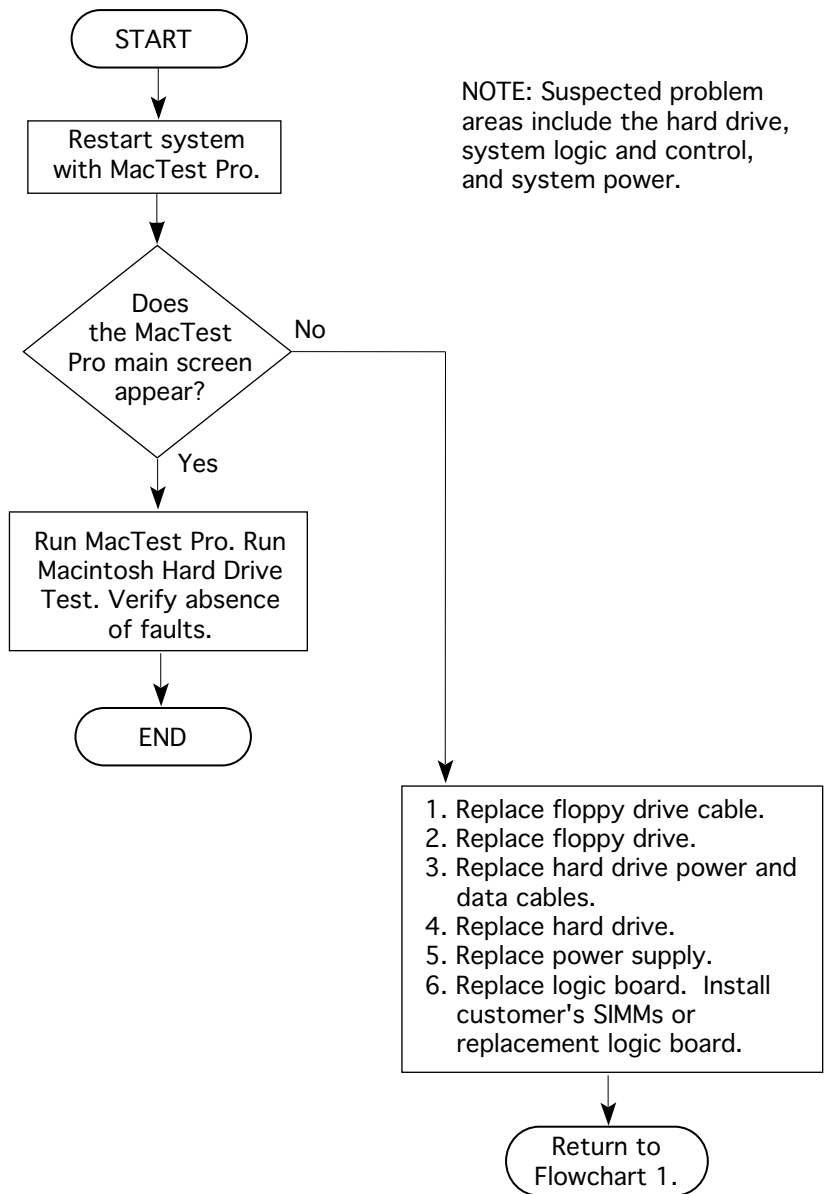 START
NOTE: Suspected problem
areas include the hard drive,
system logic and control,
and system power.
Restart system
with MacTest Pro.
Does
the MacTest
Pro main screen
appear?
No
Yes
Run MacTest Pro. Run
Macintosh Hard Drive
Test. Verify absence
of faults.
END
1. Replace floppy drive cable.
2. Replace floppy drive.
3. Replace hard drive power and
data cables.
4. Replace hard drive.
5. Replace power supply.
6. Replace logic board.  Install
customer's SIMMs or
replacement logic board.
Return to
Flowchart 1.